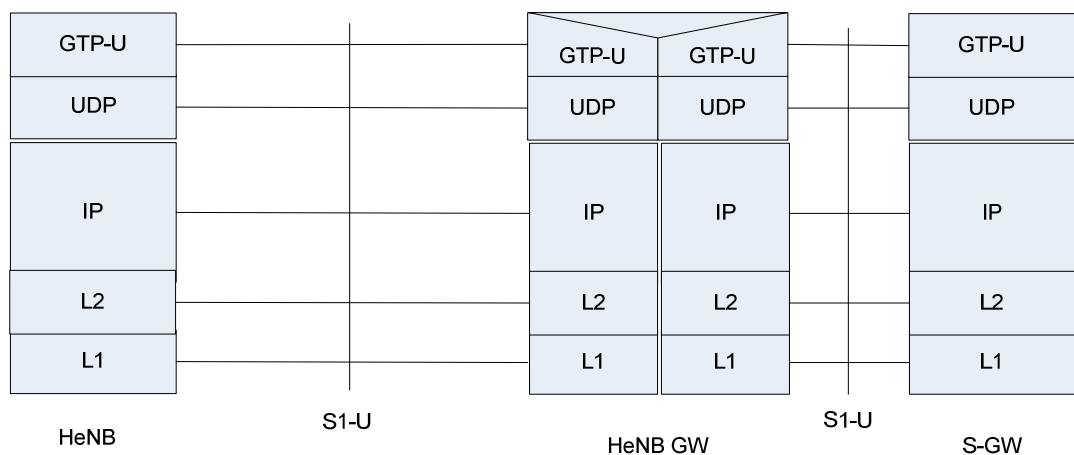 GTP-U GTP-U GTP-U GTP-U
UDP UDP UDP UDP
IP IP IP IP
L2 L2 L2 L2
L1 L1 L1 L1
S1-U S1-U
HeNB HeNB GW S-GW